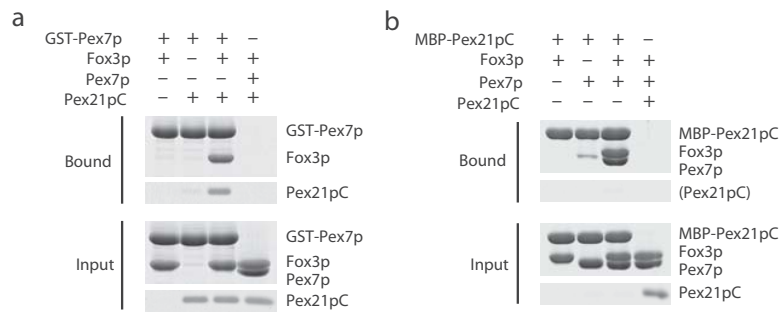 a
GST-Pex7p + + + –
Fox3p + – + +
Pex7p – – – +
Pex21pC – + + +
Bound
GST-Pex7p
Fox3p
Pex21pC
Input
GST-Pex7p
Fox3p
Pex7p
Pex21pC
b
MBP-Pex21pC + + + –
Fox3p + – + +
Pex7p – + + +
Pex21pC – – – +
Bound
MBP-Pex21pC
Fox3p
Pex7p
(Pex21pC)
Input
MBP-Pex21pC
Fox3p
Pex7p
Pex21pC